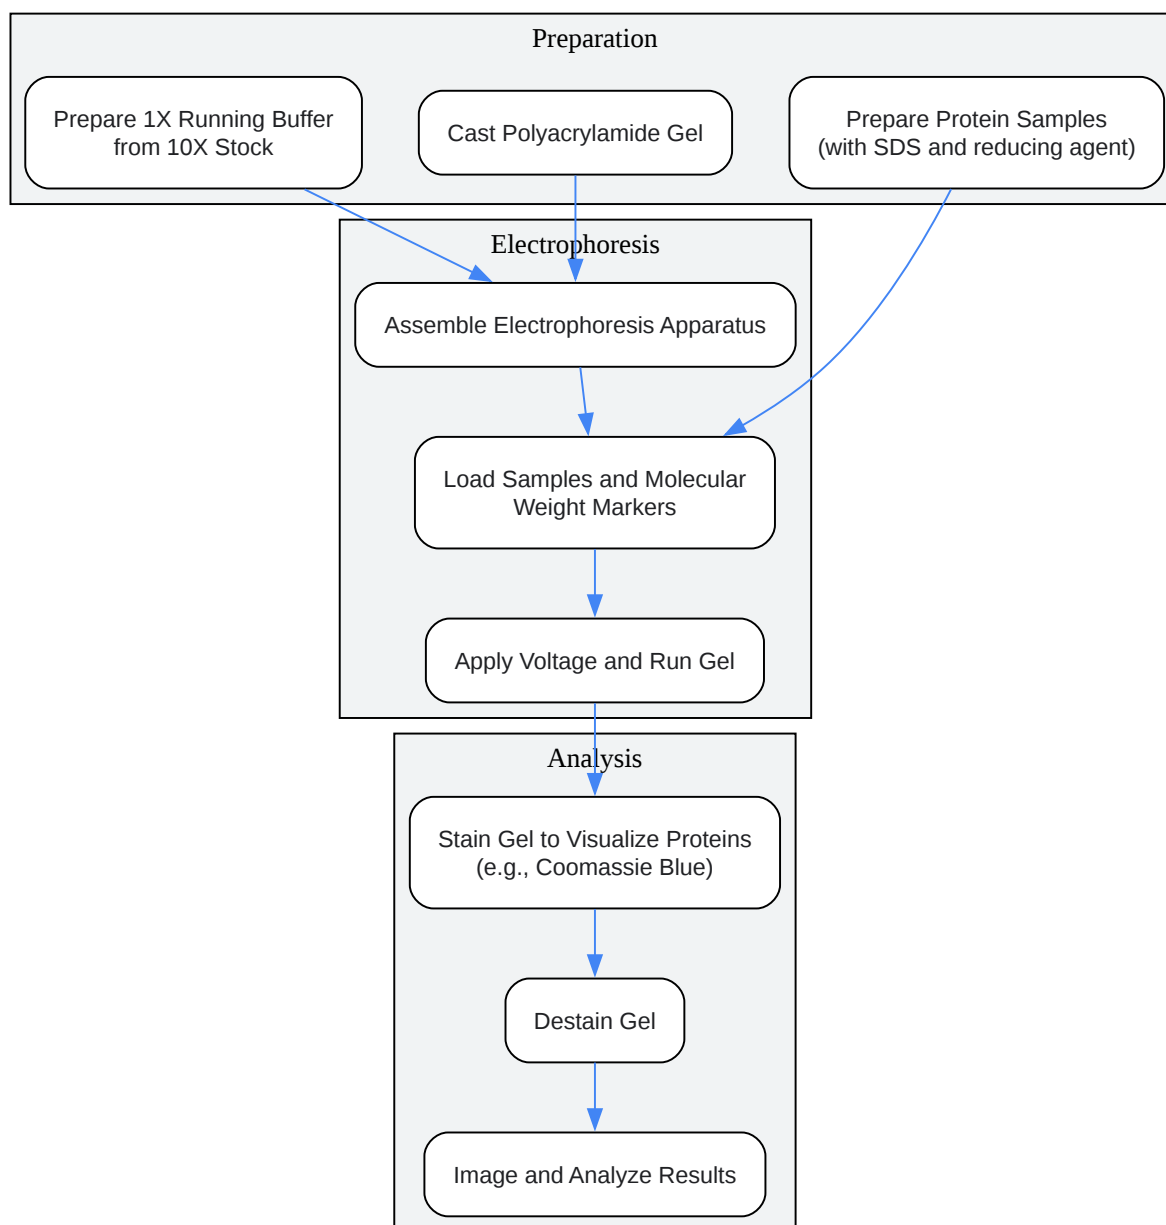 Preparation
Prepare 1X Running Buffer
from 10X Stock
Cast Polyacrylamide Gel
Prepare Protein Samples
(with SDS and reducing agent)
Electrophoresis
Assemble Electrophoresis Apparatus
Load Samples and Molecular
Weight Markers
Apply Voltage and Run Gel
Analysis
Stain Gel to Visualize Proteins
(e.g., Coomassie Blue)
Destain Gel
Image and Analyze Results